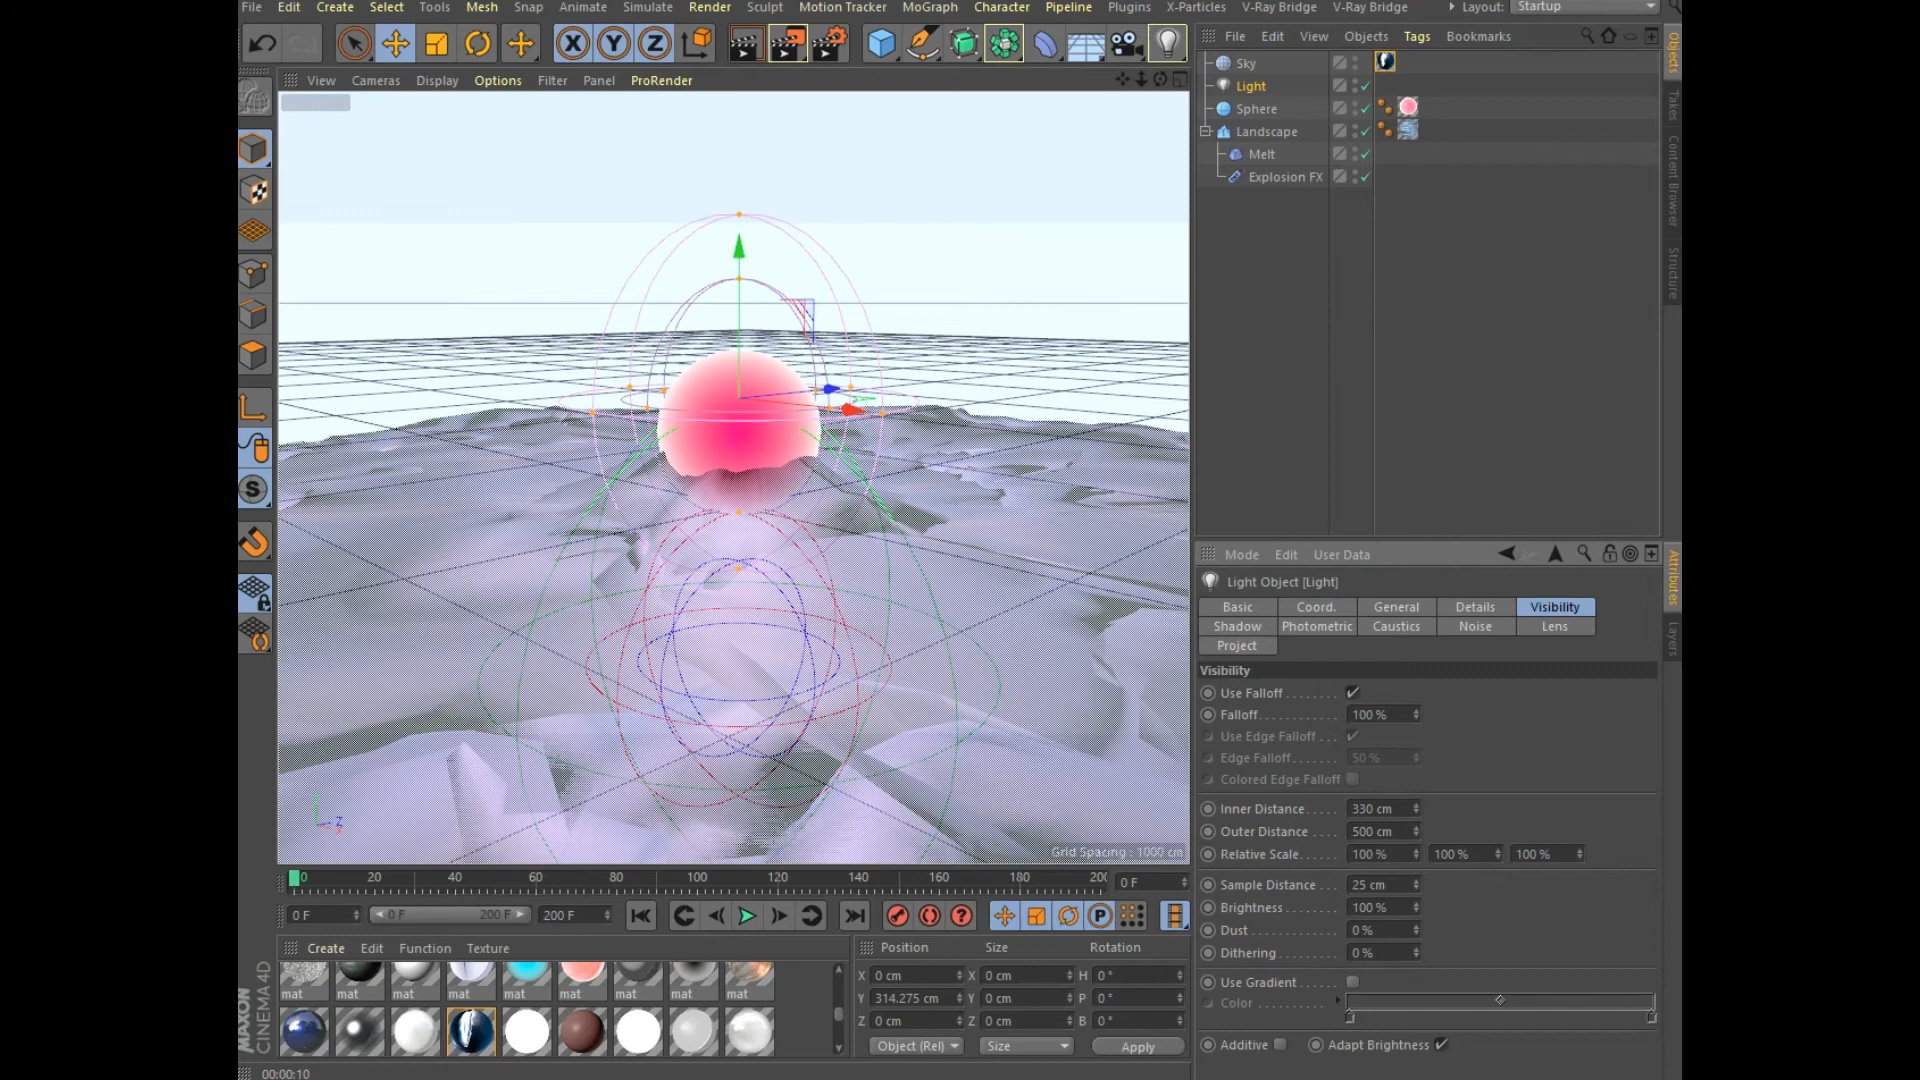 File Edit Create Select Tools Mesh Snap Animate Simulate Render Sculpt Motion Tracker MoGraph Character Pipeline Plugins X-Particles V-Ray Bridge V-Ray Bridge Layout: Startup
X Y Z
View Cameras Display Options Filter Panel ProRender
S
Y
Z
X
Grid Spacing : 1000 cm
0 20 40 60 80 100 120 140 160 180 200 0 F
0 F 0 F 200 F 200 F ? P
Create Edit Function Texture
mat mat mat mat mat mat mat mat mat
MAXON
CINEMA 4D
Position Size Rotation
X 0 cm X 0 cm H 0 °
Y 314.275 cm Y 0 cm P 0 °
Z 0 cm Z 0 cm B 0 °
Object (Rel) Size Apply
00:00:10
File Edit View Objects Tags Bookmarks
Sky
Light
Sphere
Landscape
Melt
Explosion FX
Objects
Takes
Content Browser
Structure
Mode Edit User Data
Light Object [Light]
Basic Coord. General Details Visibility
Shadow Photometric Caustics Noise Lens
Project
Visibility
Use Falloff
Falloff 100 %
Use Edge Falloff
Edge Falloff 50 %
Colored Edge Falloff
Inner Distance 330 cm
Outer Distance 500 cm
Relative Scale 100 % 100 % 100 %
Sample Distance 25 cm
Brightness 100 %
Dust 0 %
Dithering 0 %
Use Gradient
Color
Additive Adapt Brightness
Attributes
Layers